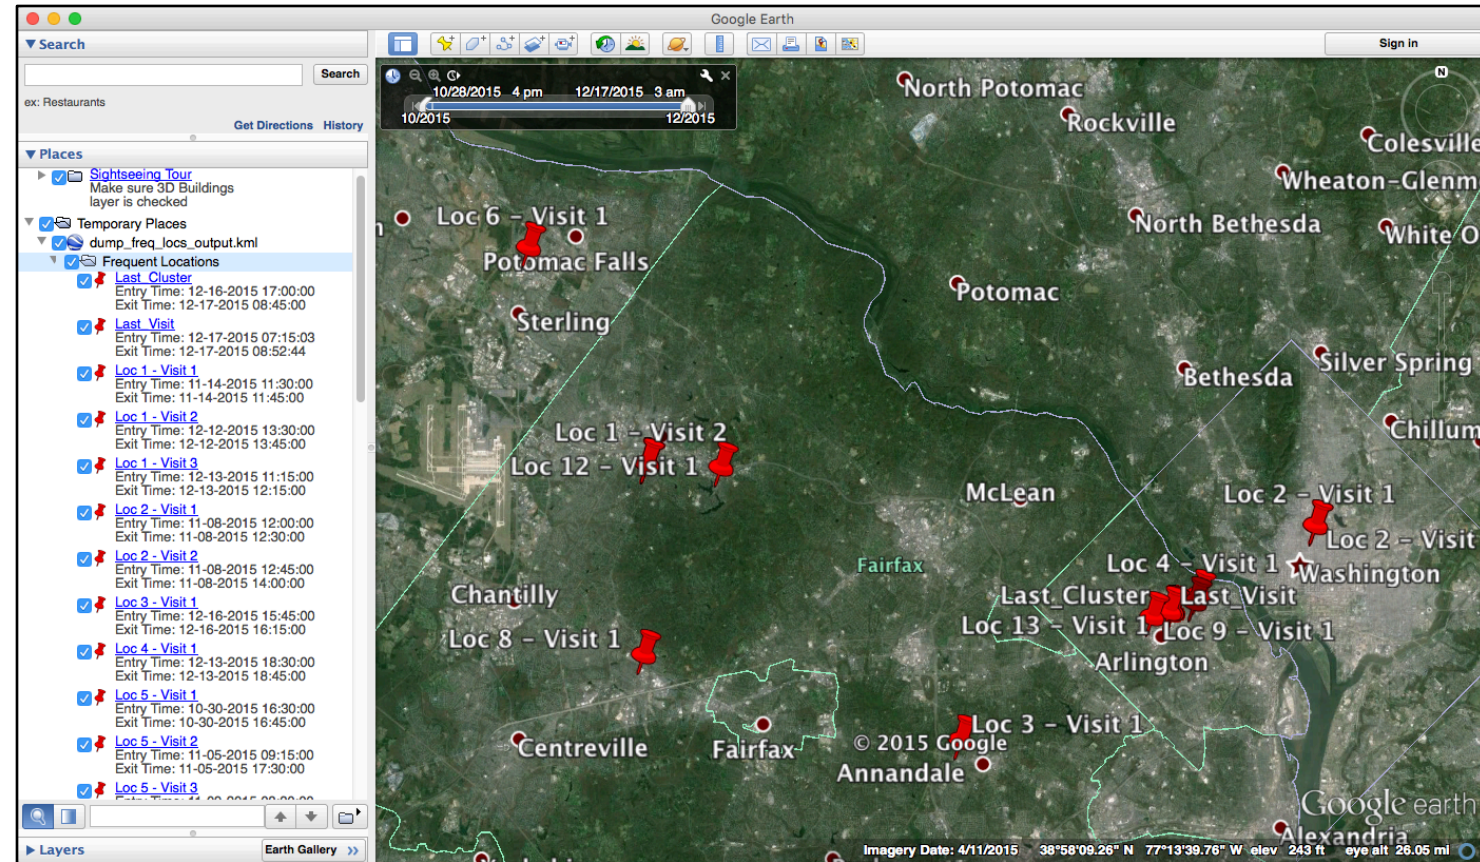 Google Earth
Search
Search
ex: Restaurants
Get Directions History
Places
Sightseeing Tour
Make sure 3D Buildings
layer is checked
Temporary Places
dump_freq_locs_output.kml
Frequent Locations
Last_Cluster
Entry Time: 12-16-2015 17:00:00
Exit Time: 12-17-2015 08:45:00
Last_Visit
Entry Time: 12-17-2015 07:15:03
Exit Time: 12-17-2015 08:52:44
Loc 1 - Visit 1
Entry Time: 11-14-2015 11:30:00
Exit Time: 11-14-2015 11:45:00
Loc 1 - Visit 2
Entry Time: 12-12-2015 13:30:00
Exit Time: 12-12-2015 13:45:00
Loc 1 - Visit 3
Entry Time: 12-13-2015 11:15:00
Exit Time: 12-13-2015 12:15:00
Loc 2 - Visit 1
Entry Time: 11-08-2015 12:00:00
Exit Time: 11-08-2015 12:30:00
Loc 2 - Visit 2
Entry Time: 11-08-2015 12:45:00
Exit Time: 11-08-2015 14:00:00
Loc 3 - Visit 1
Entry Time: 12-16-2015 15:45:00
Exit Time: 12-16-2015 16:15:00
Loc 4 - Visit 1
Entry Time: 12-13-2015 18:30:00
Exit Time: 12-13-2015 18:45:00
Loc 5 - Visit 1
Entry Time: 10-30-2015 16:30:00
Exit Time: 10-30-2015 16:45:00
Loc 5 - Visit 2
Entry Time: 11-05-2015 09:15:00
Exit Time: 11-05-2015 17:30:00
Loc 5 - Visit 3
Layers
Earth Gallery >>
Sign in
10/28/2015 4 pm 12/17/2015 3 am
10/2015 12/2015
N
North Potomac
Rockville
Colesville
Wheaton-Glenm
Loc 6 - Visit 1
North Bethesda
White O
Potomac Falls
Potomac
Sterling
Silver Spring
Bethesda
Chillum
Loc 1 - Visit 2
Loc 12 - Visit 1
McLean
Loc 2 - Visit 1
Loc 2 - Visit
Fairfax
Loc 4 - Visit 1
Washington
Chantilly
Last_Cluster
Last_Visit
Loc 13 - Visit 1
Loc 9 - Visit 1
Loc 8 - Visit 1
Arlington
Loc 3 - Visit 1
Centreville
Fairfax
© 2015 Google
Annandale
Google earth
Alexandria
Imagery Date: 4/11/2015 38°58'09.26" N 77°13'39.76" W elev 243 ft eye alt 26.05 mi